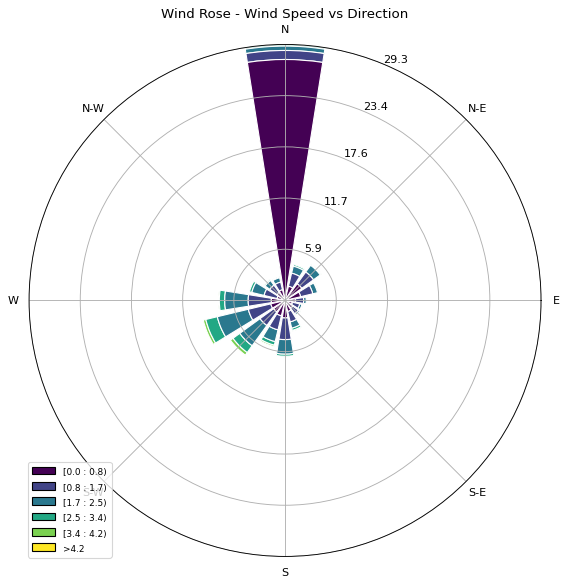 Wind Rose - Wind Speed vs Direction
N
N-W
N-E
29.3
23.4
17.6
11.7
5.9
W
E
S-W
S-E
S
[0.0 : 0.8)
[0.8 : 1.7)
[1.7 : 2.5)
[2.5 : 3.4)
[3.4 : 4.2)
>4.2